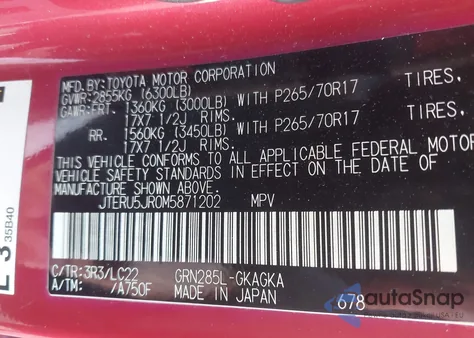 MFD.BY:TOYOTA MOTOR CORPORATION
GVWR:2855KG (6300LB)
GAWR:FRT. 1360KG (3000LB) WITH P265/70R17 TIRES,
17X7 1/2J RIMS.
RR. 1560KG (3450LB) WITH P265/70R17 TIRES,
17X7 1/2J RIMS.
THIS VEHICLE CONFORMS TO ALL APPLICABLE FEDERAL MOTOR
VEHICLE SAFETY STANDARDS IN EFFECT ON THE DATE OF
MANUFACTURE SHOWN ABOVE.
JTERU5JR0M5871202 MPV
C/TR:3R3/LC22 GRN285L-GKAGKA
A/TM: /A750F MADE IN JAPAN 678
L 3
35B40
autoSnap